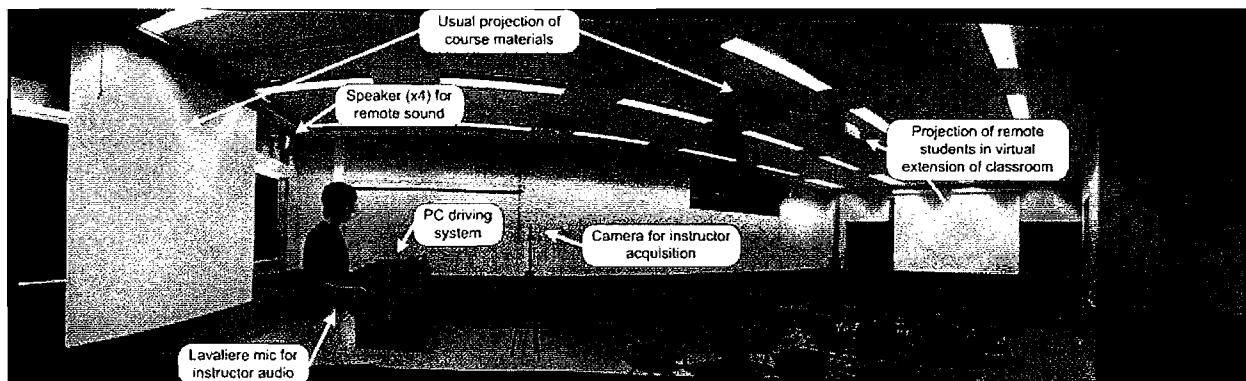 Usual projection of
course materials
Speaker (x4) for
remote sound
Projection of remote
students in virtual
extension of classroom
PC driving
system
Camera for instructor
acquisition
Lavaliere mic for
instructor audio